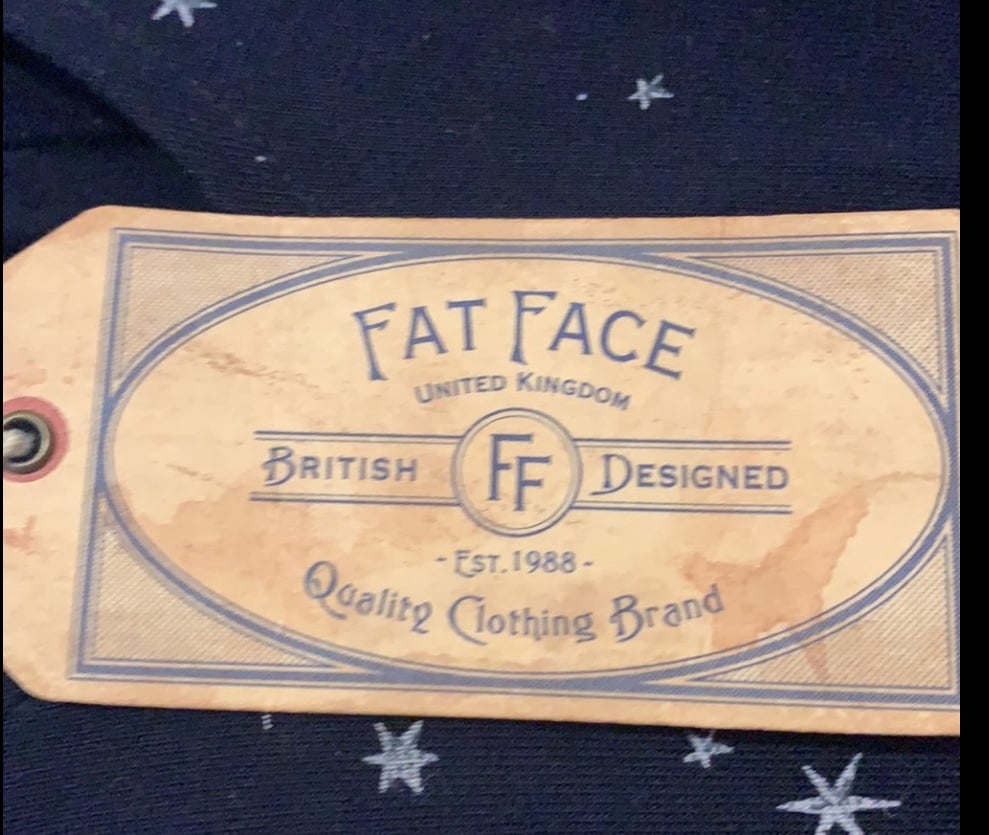 FAT FACE
UNITED KINGDOM
BRITISH FF DESIGNED
- EST. 1988 -
Quality Clothing Brand